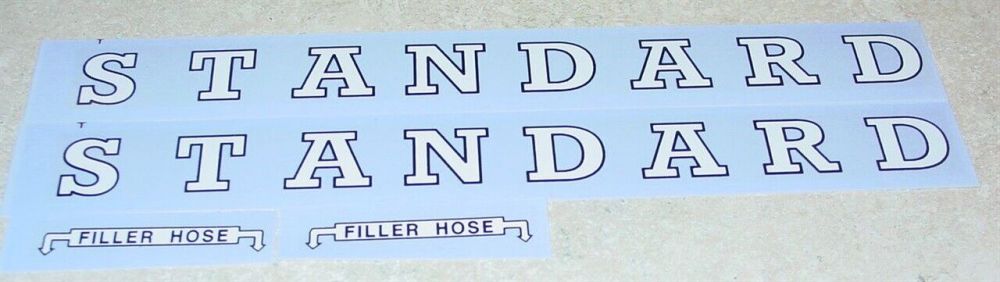 T
STANDARD
T
STANDARD
FILLER HOSE
FILLER HOSE